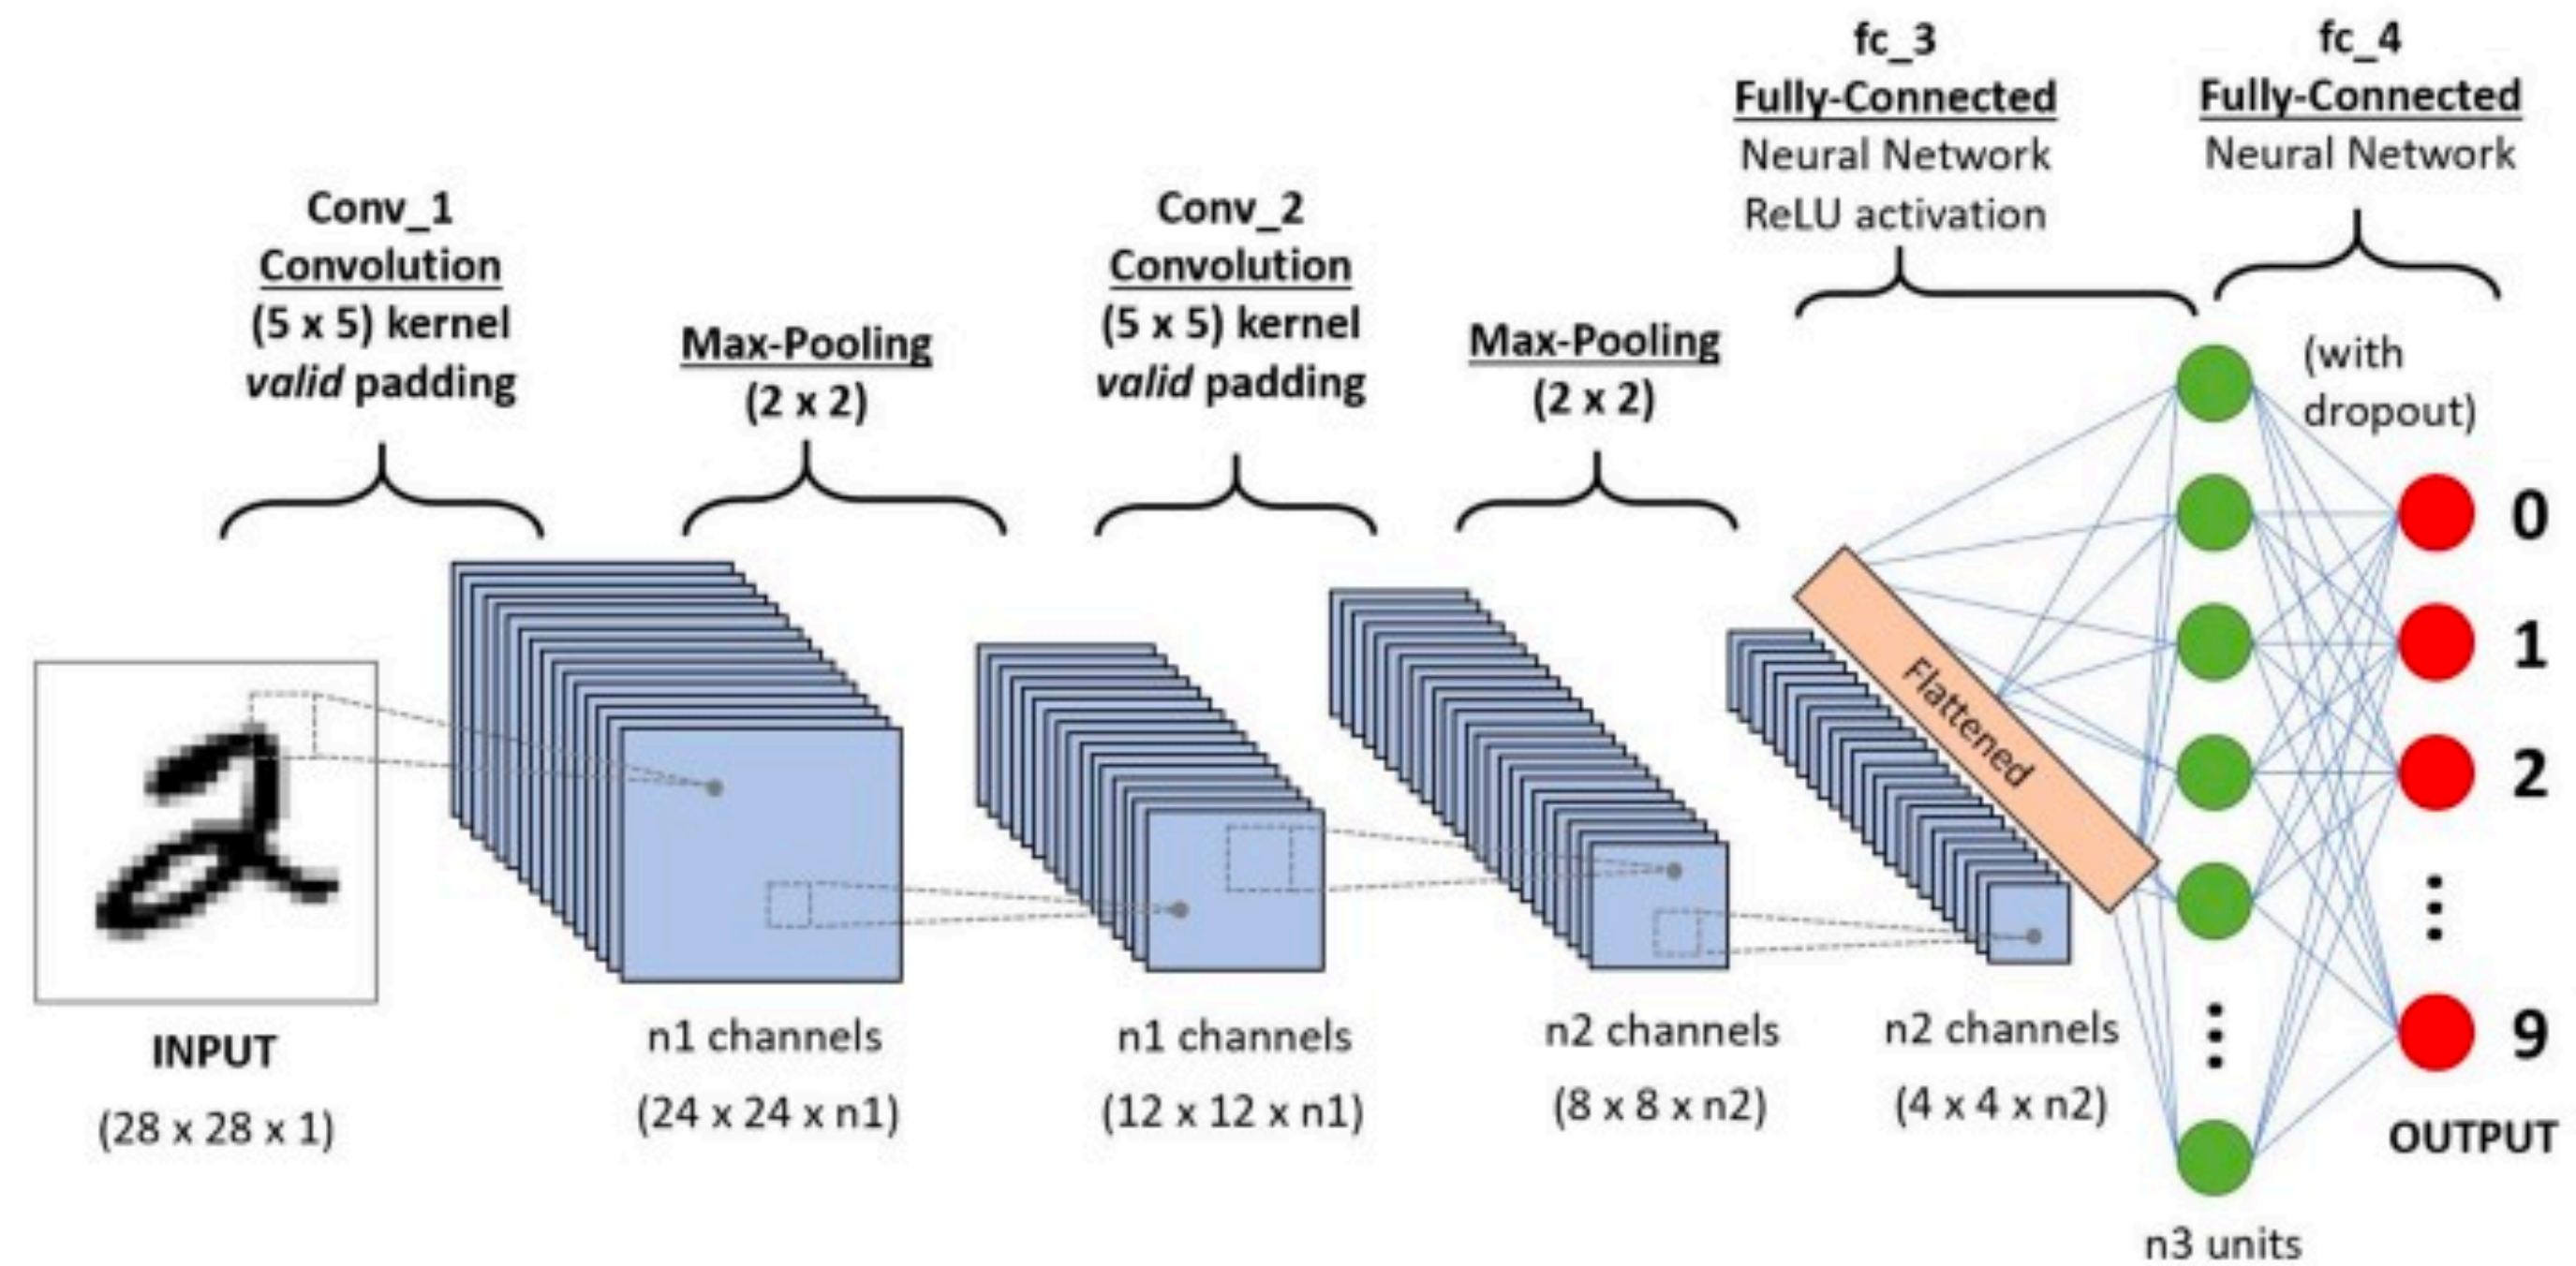 fc_3
Fully-Connected
Neural Network
ReLU activation
fc_4
Fully-Connected
Neural Network
Conv_1
Convolution
(5 x 5) kernel
valid padding
Max-Pooling
(2 x 2)
Conv_2
Convolution
(5 x 5) kernel
valid padding
Max-Pooling
(2 x 2)
(with
dropout)
Flattened
0
1
2
9
INPUT
(28 x 28 x 1)
n1 channels
(24 x 24 x n1)
n1 channels
(12 x 12 x n1)
n2 channels
(8 x 8 x n2)
n2 channels
(4 x 4 x n2)
OUTPUT
n3 units
2